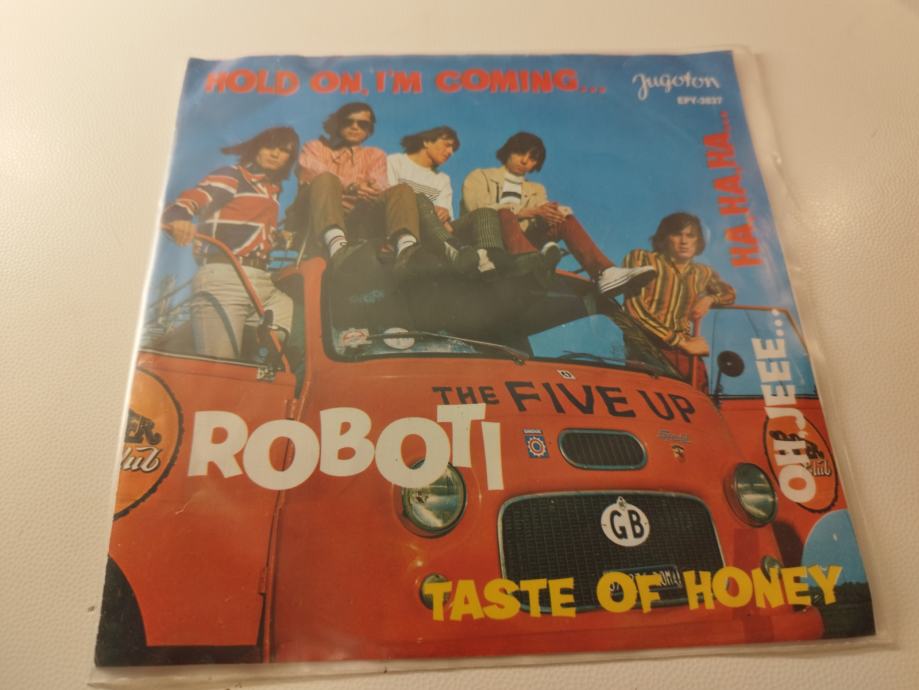 HOLD ON, I'M COMING...
Jugoton
EPY-3837
HA, HA, HA...
OH, JEEE...
THE FIVE UP
ROBOTI
GB
TASTE OF HONEY